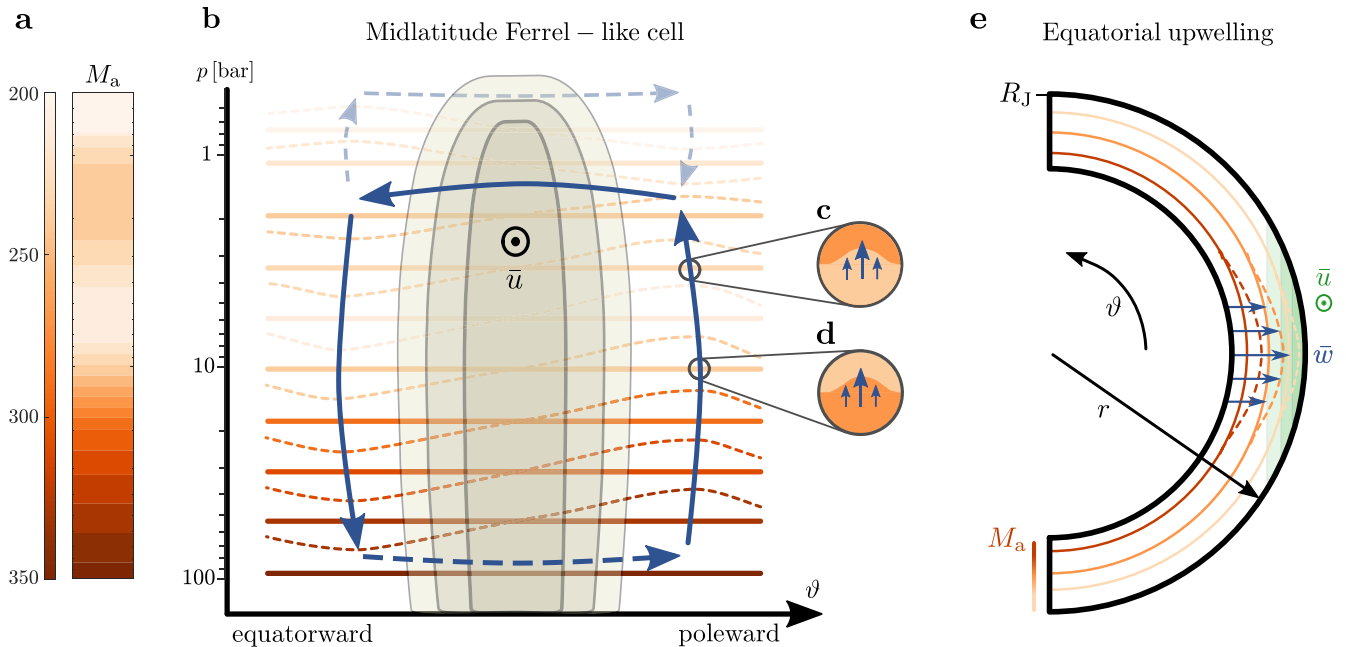 a
M_a
200
250
300
350
b
Midlatitude Ferrel – like cell
p [bar]
1
10
100
ū
ϑ
equatorward
poleward
c
d
e
Equatorial upwelling
R_J
ϑ
r
ū
w̄
M_a